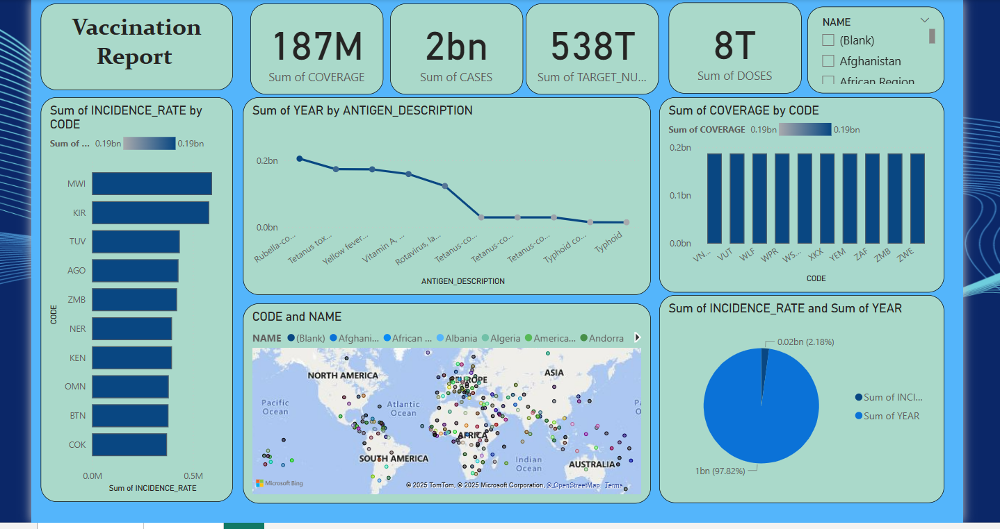 Vaccination
Report
187M
Sum of COVERAGE
2bn
Sum of CASES
538T
Sum of TARGET_NU...
8T
Sum of DOSES
NAME
(Blank)
Afghanistan
African Region
Sum of INCIDENCE_RATE by
CODE
Sum of ... 0.19bn 0.19bn
MWI
KIR
TUV
AGO
ZMB
NER
KEN
OMN
BTN
COK
CODE
0.0M 0.5M
Sum of INCIDENCE_RATE
Sum of YEAR by ANTIGEN_DESCRIPTION
0.2bn
0.0bn
Rubella-co... Tetanus tox... Yellow fever... Vitamin A, ... Rotavirus, la... Tetanus-co... Tetanus-co... Tetanus-co... Typhoid co... Typhoid
ANTIGEN_DESCRIPTION
Sum of COVERAGE by CODE
Sum of COVERAGE 0.19bn 0.19bn
0.2bn
0.1bn
0.0bn
VN... VUT WLF WPR WS... XKX YEM ZAF ZMB ZWE
CODE
CODE and NAME
NAME (Blank) Afghani... African ... Albania Algeria America... Andorra
NORTH AMERICA
EUROPE
ASIA
Pacific
Ocean
Atlantic
Ocean
Pa
O
AFRICA
SOUTH AMERICA
Indian
Ocean
AUSTRALIA
Microsoft Bing
© 2025 TomTom, © 2025 Microsoft Corporation, © OpenStreetMap Terms
Sum of INCIDENCE_RATE and Sum of YEAR
0.02bn (2.18%)
Sum of INCI...
Sum of YEAR
1bn (97.82%)